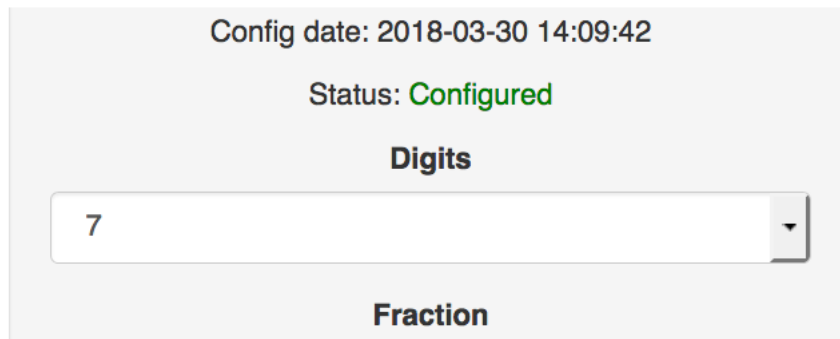 Config date: 2018-03-30 14:09:42
Status: Configured
Digits
7
Fraction